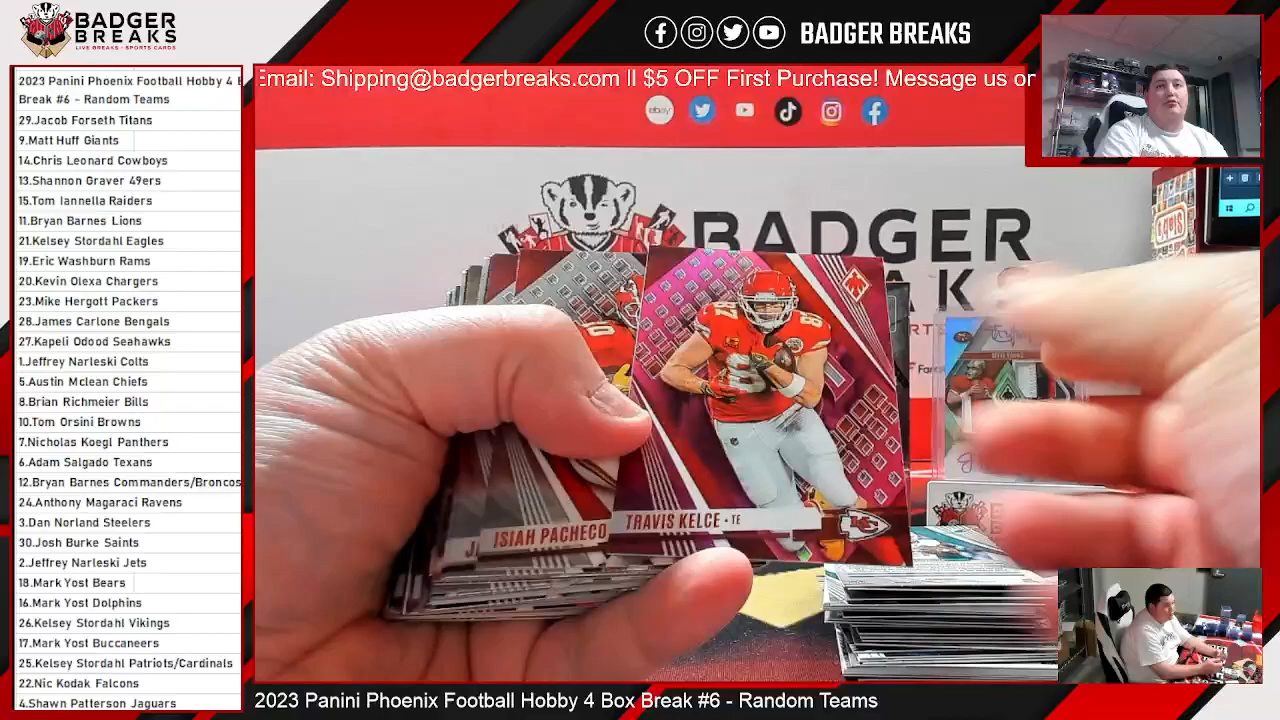 BADGER
BREAKS
LIVE BREAKS - SPORTS CARDS
BADGER BREAKS
Email: Shipping@badgerbreaks.com ll $5 OFF First Purchase! Message us or
2023 Panini Phoenix Football Hobby 4
Break #6 - Random Teams
29.Jacob Forseth Titans
9.Matt Huff Giants
14.Chris Leonard Cowboys
13.Shannon Graver 49ers
15.Tom Iannella Raiders
11.Bryan Barnes Lions
21.Kelsey Stordahl Eagles
19.Eric Washburn Rams
20.Kevin Olexa Chargers
23.Mike Hergott Packers
28.James Carlone Bengals
27.Kapeli Odood Seahawks
1.Jeffrey Narleski Colts
5.Austin Mclean Chiefs
8.Brian Richmeier Bills
10.Tom Orsini Browns
7.Nicholas Koegl Panthers
6.Adam Salgado Texans
12.Bryan Barnes Commanders/Broncos
24.Anthony Magaraci Ravens
3.Dan Norland Steelers
30.Josh Burke Saints
2.Jeffrey Narleski Jets
18.Mark Yost Bears
16.Mark Yost Dolphins
26.Kelsey Stordahl Vikings
17.Mark Yost Buccaneers
25.Kelsey Stordahl Patriots/Cardinals
22.Nic Kodak Falcons
4.Shawn Patterson Jaguars
ebay
BADGER
AK
87
87
ISIAH PACHECO
TRAVIS KELCE • TE
2023 Panini Phoenix Football Hobby 4 Box Break #6 - Random Teams